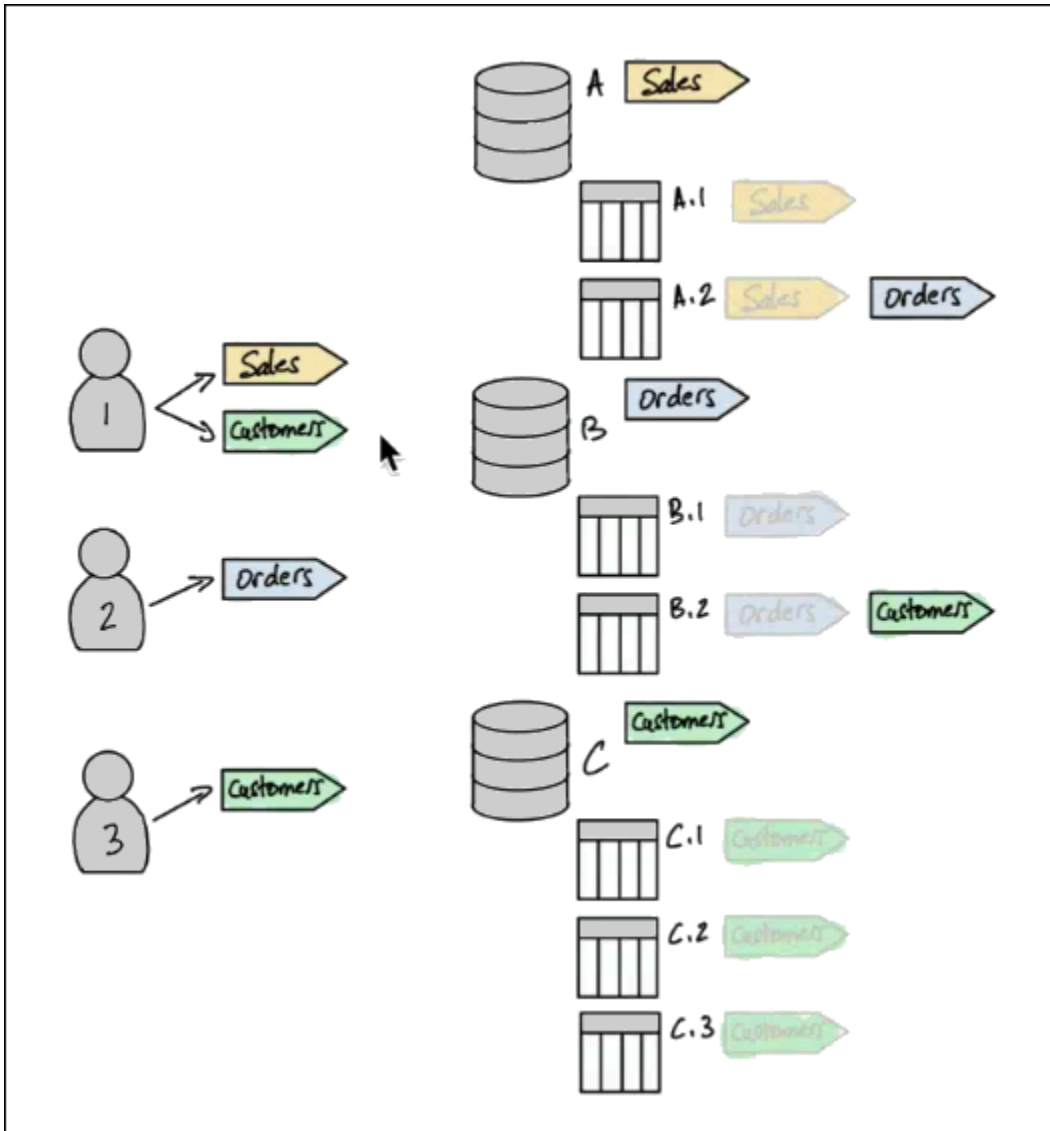 A Sales
A.1 Sales
A.2 Sales Orders
1 Sales
Customers
B Orders
B.1 Orders
2 Orders
B.2 Orders Customers
C Customers
3 Customers
C.1 Customers
C.2 Customers
C.3 Customers